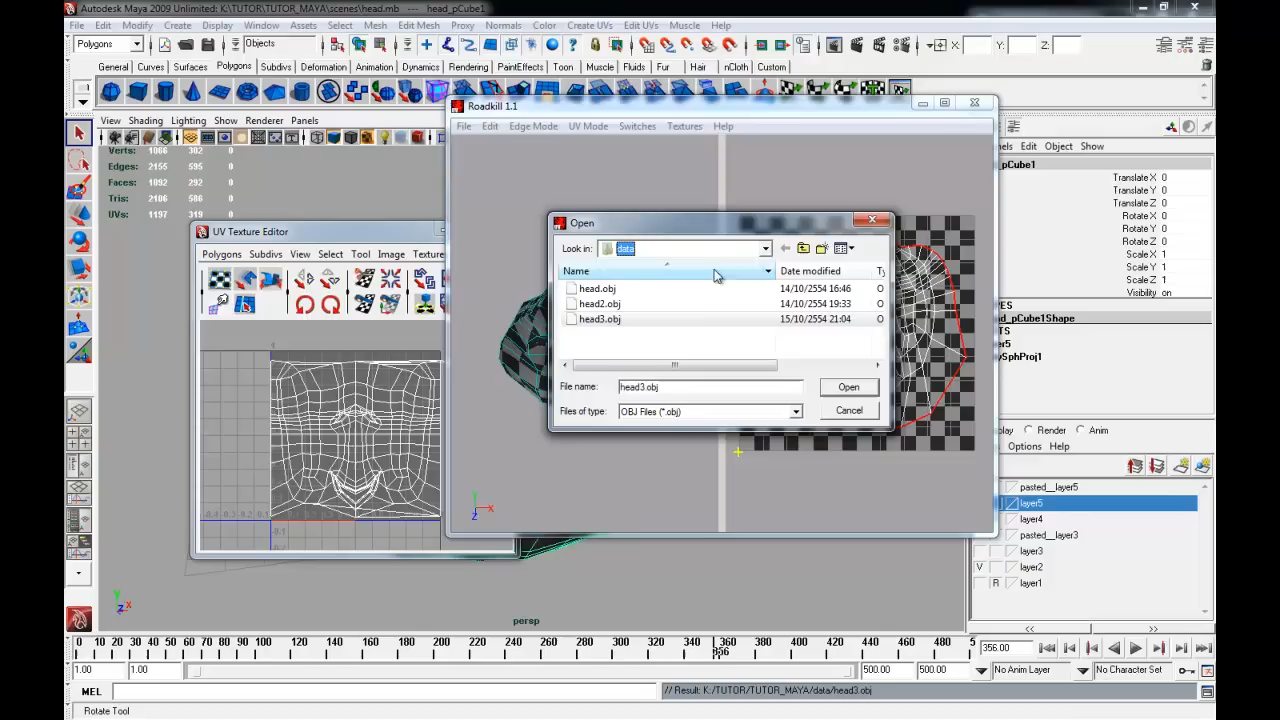 Autodesk Maya 2009 Unlimited: K:\TUTOR\TUTOR_MAYA\scenes\head.mb --- head_pCube1
File Edit Modify Create Display Window Assets Select Mesh Edit Mesh Proxy Normals Color Create UVs Edit UVs Muscle Help
Polygons Objects X: Y: Z:
General Curves Surfaces Polygons Subdivs Deformation Animation Dynamics Rendering PaintEffects Toon Muscle Fluids Fur Hair nCloth Custom
View Shading Lighting Show Renderer Panels
Roadkill 1.1
File Edit Edge Mode UV Mode Switches Textures Help
Verts: 1066 302 0
Edges: 2155 595 0
Faces: 1092 292 0
Tris: 2106 586 0
UVs: 1197 319 0
UV Texture Editor
Polygons Subdivs View Select Tool Image
Open
Look in: data
Name Date modified
head.obj 14/10/2554 16:46 O
head2.obj 14/10/2554 19:33 O
head3.obj 15/10/2554 21:04 O
File name: head3.obj Open
Files of type: OBJ Files (*.obj) Cancel
Edit Object Show
_pCube1
Translate X 0
Translate Y 0
Translate Z 0
Rotate X 0
Rotate Y 0
Rotate Z 0
Scale X 1
Scale Y 1
Scale Z 1
Visibility on
ad_pCube1Shape
Render Anim
Options Help
pasted__layer5
layer5
layer4
pasted__layer3
layer3
V layer2
R layer1
persp
0 10 20 30 40 50 60 70 80 90 100 120 140 160 180 200 220 240 260 280 300 320 340 360 380 400 420 440 460 480 5
356 356.00
1.00 1.00 500.00 500.00 No Anim Layer No Character Set
MEL // Result: K:/TUTOR/TUTOR_MAYA/data/head3.obj
Rotate Tool